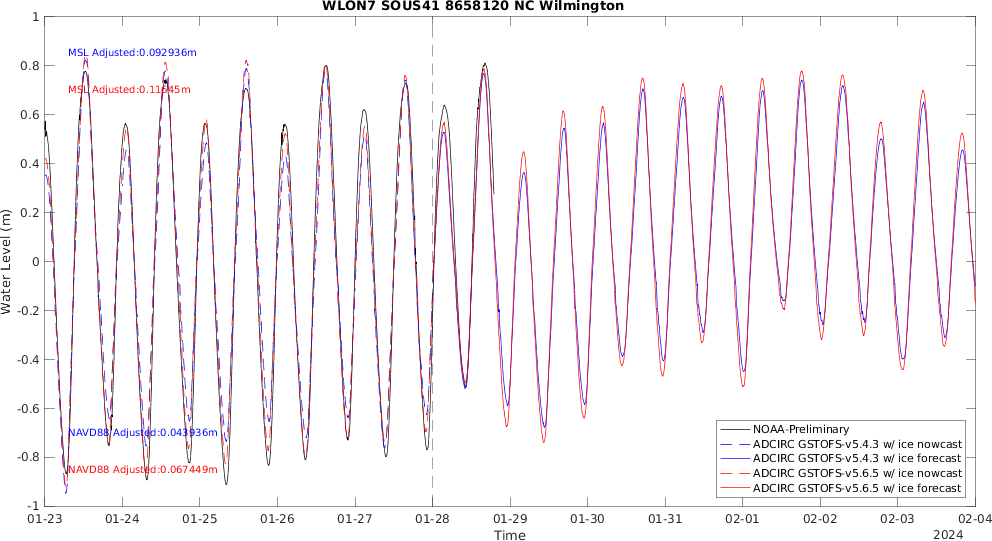 WLON7 SOUS41 8658120 NC Wilmington
1
0.8
0.6
0.4
0.2
0
-0.2
-0.4
-0.6
-0.8
-1
Water Level (m)
MSL Adjusted:0.092936m
MSL Adjusted:0.11645m
NAVD88 Adjusted:0.043936m
NAVD88 Adjusted:0.067449m
NOAA-Preliminary
ADCIRC GSTOFS-v5.4.3 w/ ice nowcast
ADCIRC GSTOFS-v5.4.3 w/ ice forecast
ADCIRC GSTOFS-v5.6.5 w/ ice nowcast
ADCIRC GSTOFS-v5.6.5 w/ ice forecast
01-23 01-24 01-25 01-26 01-27 01-28 01-29 01-30 01-31 02-01 02-02 02-03 02-04
Time
2024